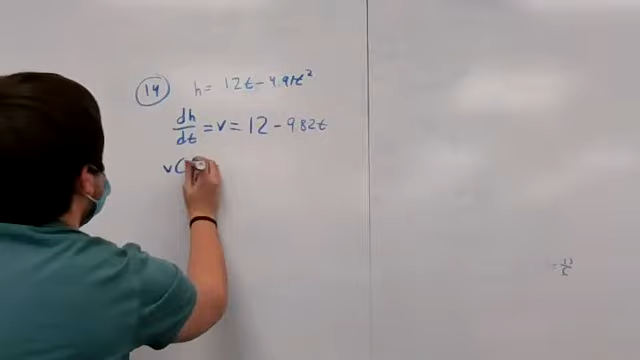 14 h = 12t - 4.91t²
dh/dt = v = 12 - 9.82t
v(